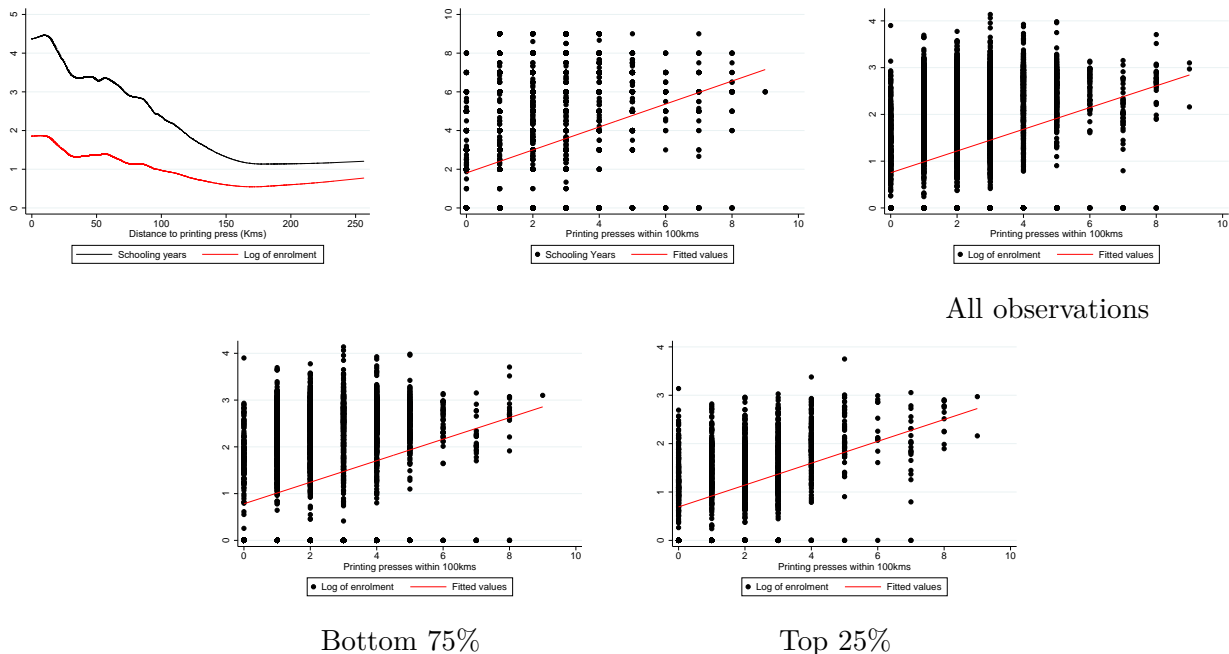 5
4
3
2
1
0
0 50 100 150 200 250
Distance to printing press (Kms)
Schooling years Log of enrolment
10
8
6
4
2
0
0 2 4 6 8 10
Printing presses within 100kms
Schooling Years Fitted values
4
3
2
1
0
0 2 4 6 8 10
Printing presses within 100kms
Log of enrolment Fitted values
All observations
4
3
2
1
0
0 2 4 6 8 10
Printing presses within 100kms
Log of enrolment Fitted values
Bottom 75%
4
3
2
1
0
0 2 4 6 8 10
Printing presses within 100kms
Log of enrolment Fitted values
Top 25%